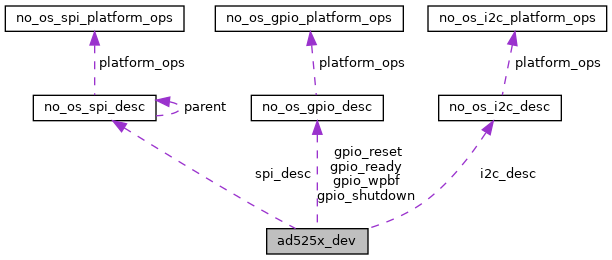 no_os_spi_platform_ops
no_os_gpio_platform_ops
no_os_i2c_platform_ops
platform_ops
platform_ops
platform_ops
no_os_spi_desc
parent
no_os_gpio_desc
no_os_i2c_desc
spi_desc
gpio_reset
gpio_ready
gpio_wpbf
gpio_shutdown
i2c_desc
ad525x_dev